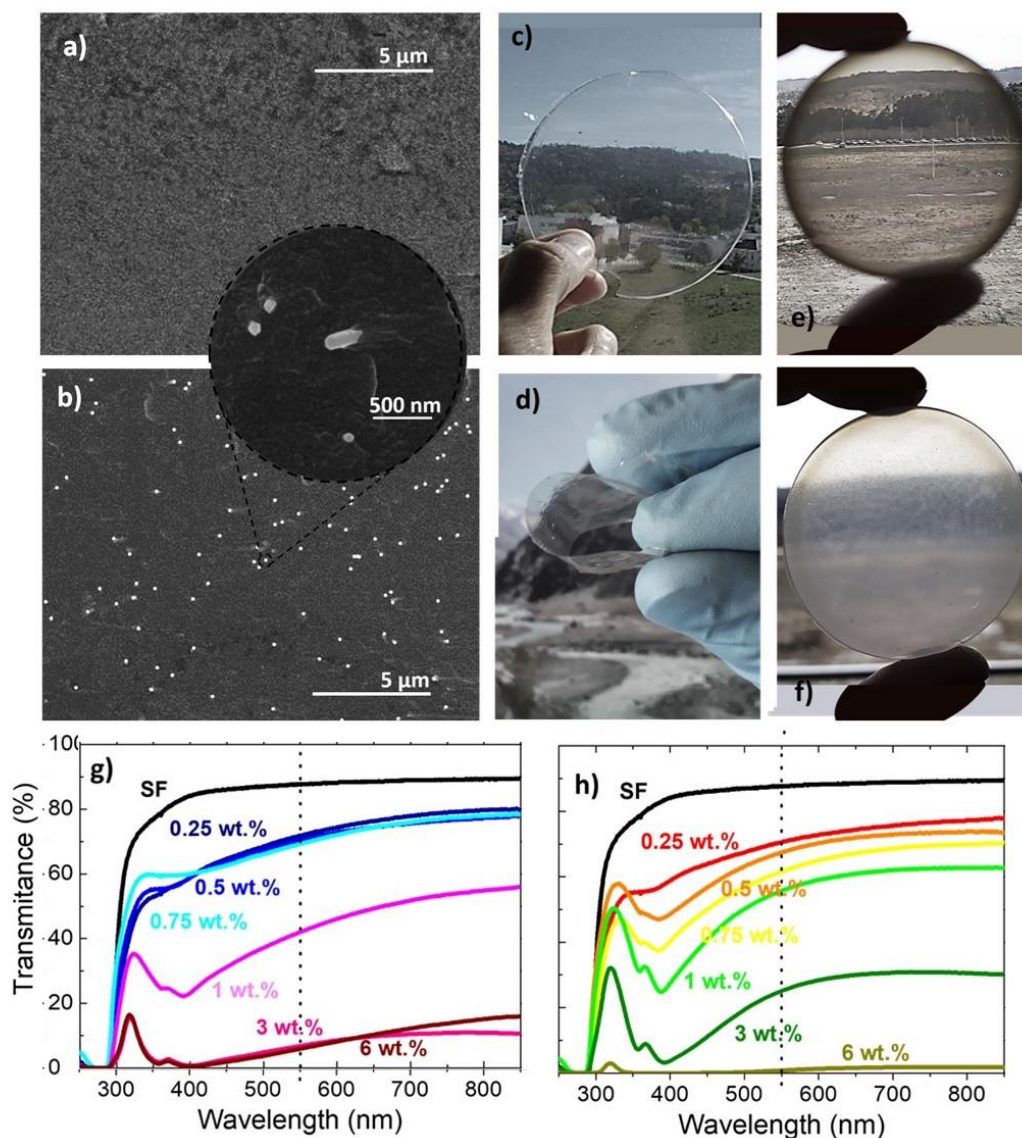 a)
5 µm
c)
e)
b)
500 nm
5 µm
d)
f)
g)
SF
0.25 wt.%
0.5 wt.%
0.75 wt.%
1 wt.%
3 wt.%
6 wt.%
Transmitance (%)
100
80
60
40
20
0
300 400 500 600 700 800
Wavelength (nm)
h)
SF
0.25 wt.%
0.5 wt.%
0.75 wt.%
1 wt.%
3 wt.%
6 wt.%
300 400 500 600 700 800
Wavelength (nm)